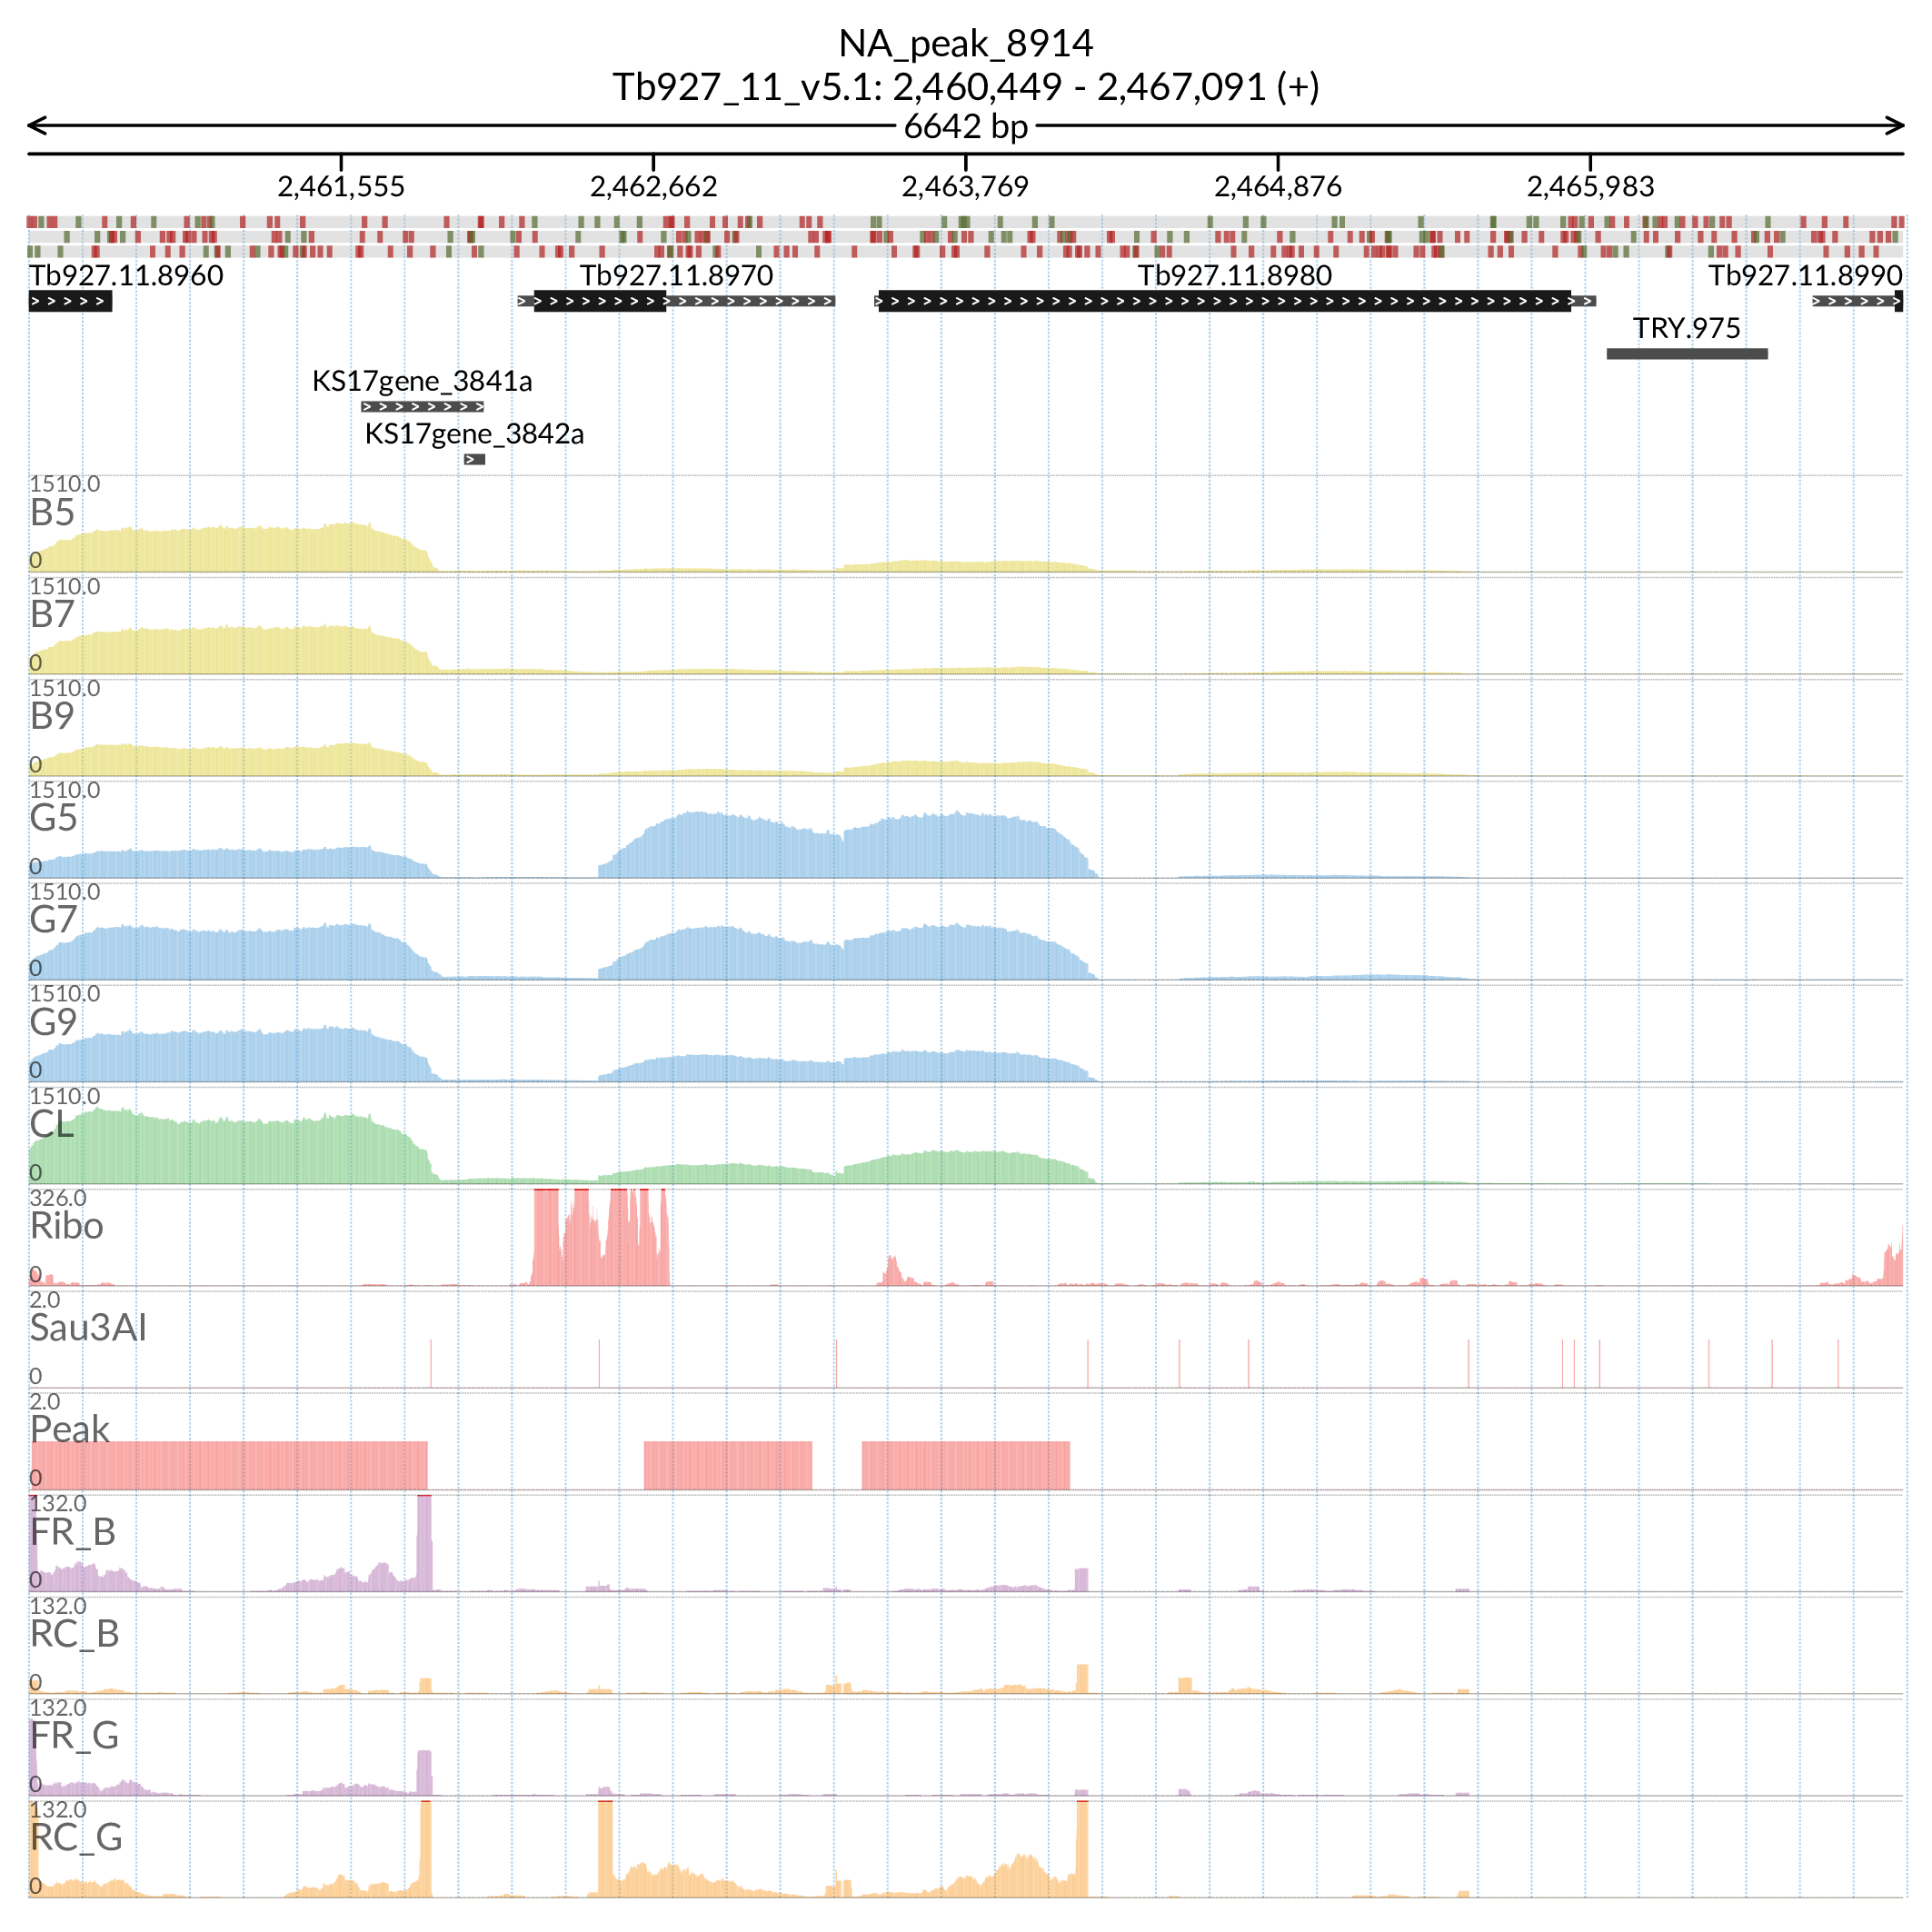 NA_peak_8914
Tb927_11_v5.1: 2,460,449 - 2,467,091 (+)
6642 bp
2,461,555 2,462,662 2,463,769 2,464,876 2,465,983
Tb927.11.8960 Tb927.11.8970 Tb927.11.8980 Tb927.11.8990
TRY.975
KS17gene_3841a
KS17gene_3842a
1510.0
B5
0
1510.0
B7
0
1510.0
B9
0
1510.0
G5
0
1510.0
G7
0
1510.0
G9
0
1510.0
CL
0
326.0
Ribo
0
2.0
Sau3AI
0
2.0
Peak
0
132.0
FR_B
0
132.0
RC_B
0
132.0
FR_G
0
132.0
RC_G
0